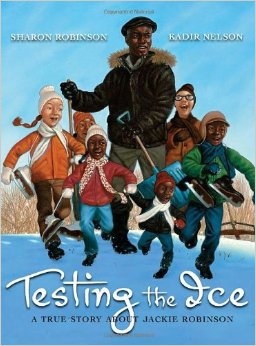 SHARON ROBINSON KADIR NELSON
Testing the Ice
A TRUE STORY ABOUT JACKIE ROBINSON